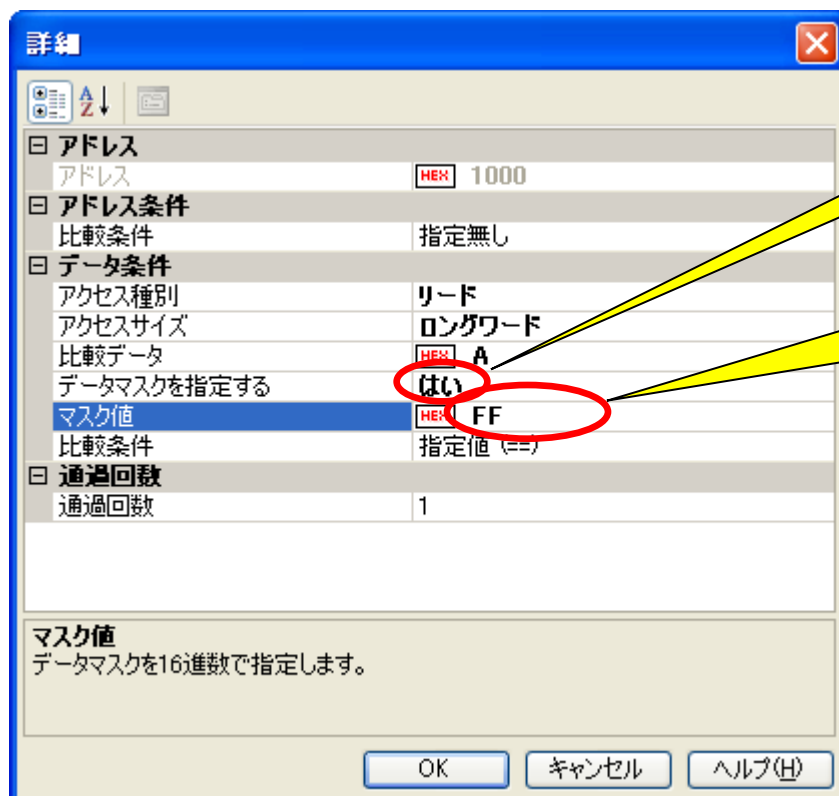 詳細
アドレス
アドレス HEX 1000
アドレス条件
比較条件 指定無し
データ条件
アクセス種別 リード
アクセスサイズ ロングワード
比較データ HEX A
データマスクを指定する はい
マスク値 HEX FF
比較条件 指定値 (==)
通過回数
通過回数 1
マスク値
データマスクを16進数で指定します。
OK キャンセル ヘルプ(H)